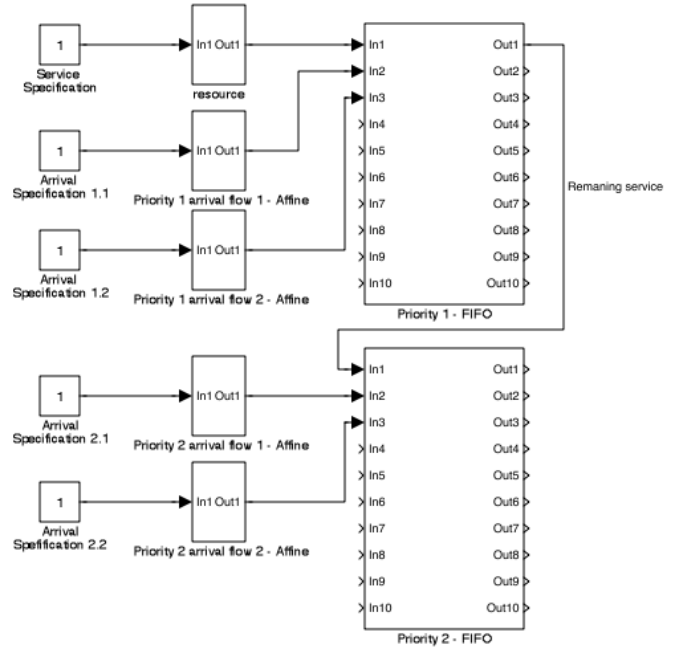 1
Service
Specification
In1 Out1
resource
1
Arrival
Specification 1.1
In1 Out1
Priority 1 arrival flow 1 - Affine
1
Arrival
Specification 1.2
In1 Out1
Priority 1 arrival flow 2 - Affine
In1 Out1
In2 Out2
In3 Out3
In4 Out4
In5 Out5
In6 Out6
In7 Out7
In8 Out8
In9 Out9
In10 Out10
Priority 1 - FIFO
Remaning service
1
Arrival
Specification 2.1
In1 Out1
Priority 2 arrival flow 1 - Affine
1
Arrival
Spefification 2.2
In1 Out1
Priority 2 arrival flow 2 - Affine
In1 Out1
In2 Out2
In3 Out3
In4 Out4
In5 Out5
In6 Out6
In7 Out7
In8 Out8
In9 Out9
In10 Out10
Priority 2 - FIFO